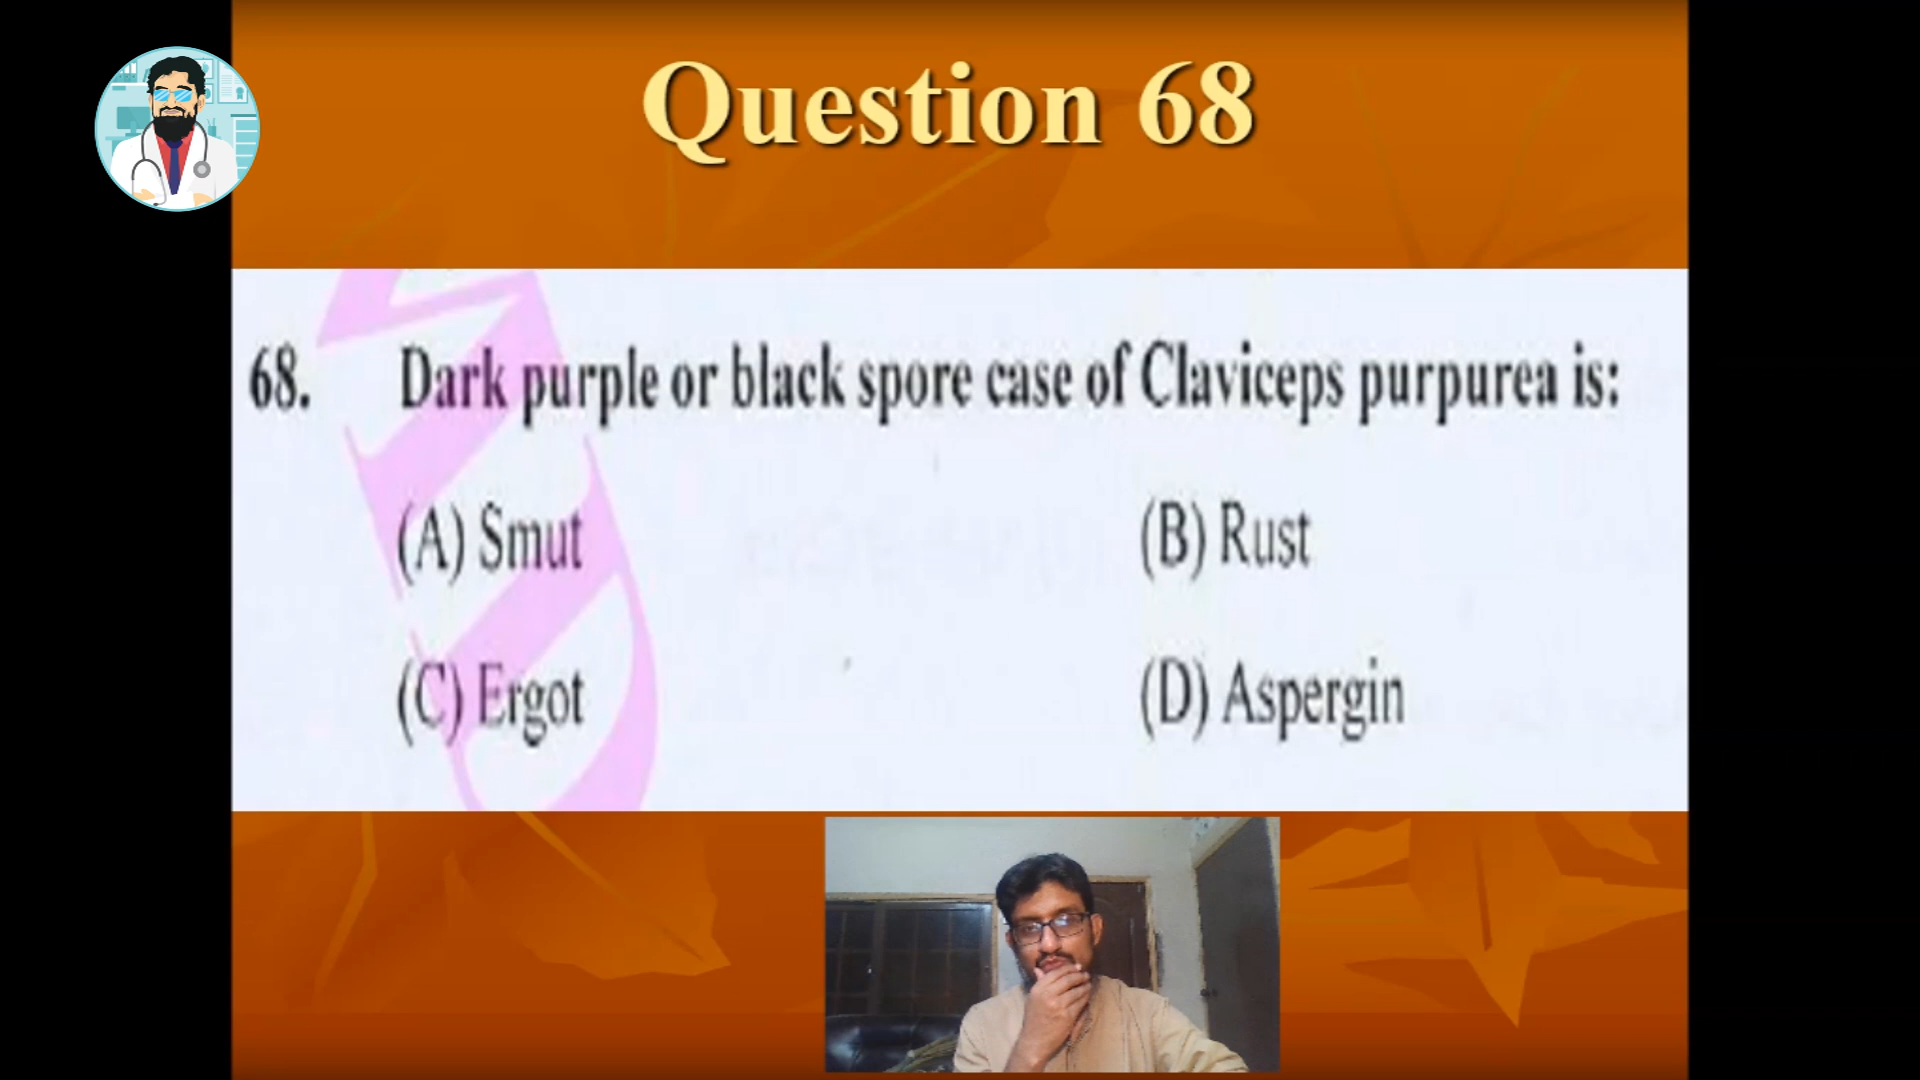 Question 68
68. Dark purple or black spore case of Claviceps purpurea is:
(A) Smut (B) Rust
(C) Ergot (D) Aspergin